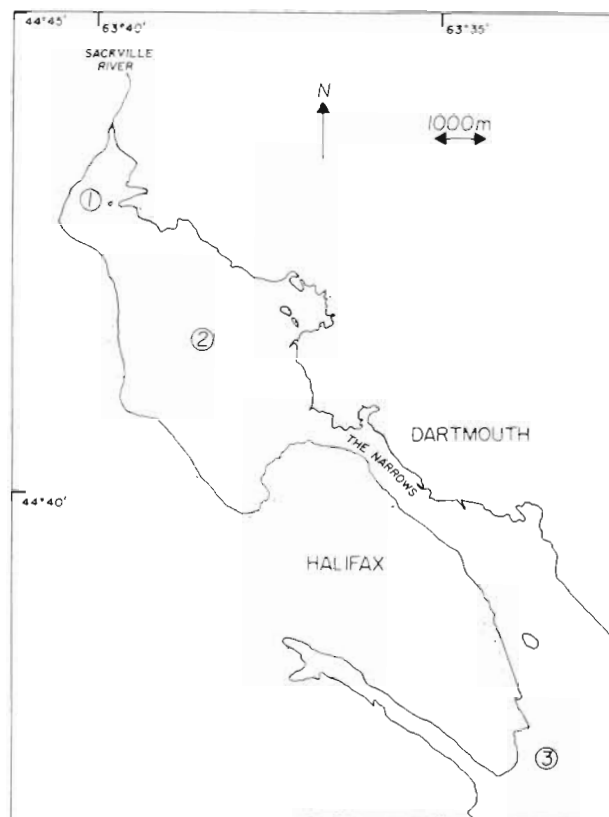 44°45'
63°40'
63°35'
SACKVILLE
RIVER
N
1000m
1
2
DARTMOUTH
THE NARROWS
44°40'
HALIFAX
3